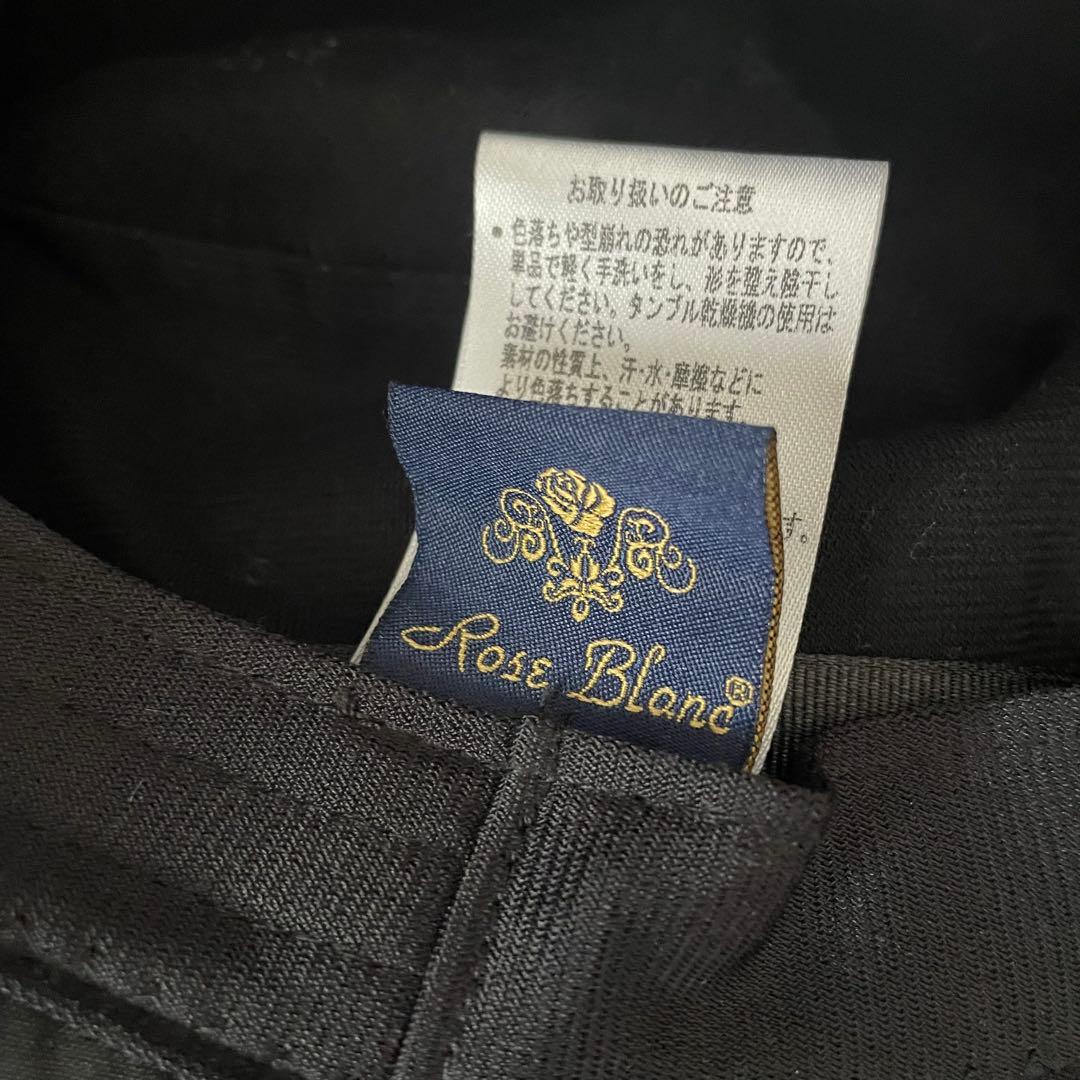 お取り扱いのご注意
• 色落ちや型崩れの恐れがありますので、
単品で軽く手洗いをし、形を整え陰干し
してください。タンブル乾燥機の使用は
お避けください。
素材の性質上、汗・水・摩擦などに
より色落ちすることがあります。
す。
Rose Blanc®